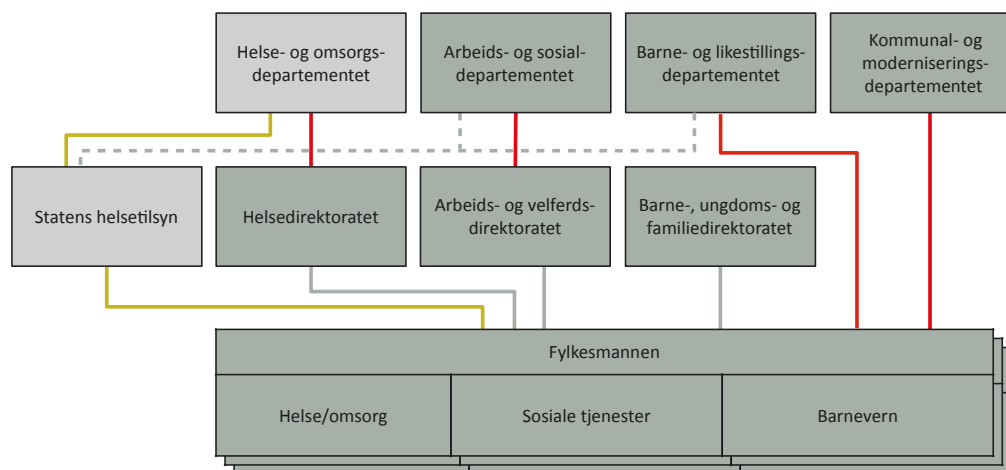 Helse- og omsorgs-
departementet
Arbeids- og sosial-
departementet
Barne- og likestillings-
departementet
Kommunal- og
moderniserings-
departementet
Statens helsetilsyn
Helsedirektoratet
Arbeids- og velferds-
direktoratet
Barne-, ungdoms- og
familiedirektoratet
Fylkesmannen
Helse/omsorg
Sosiale tjenester
Barnevern